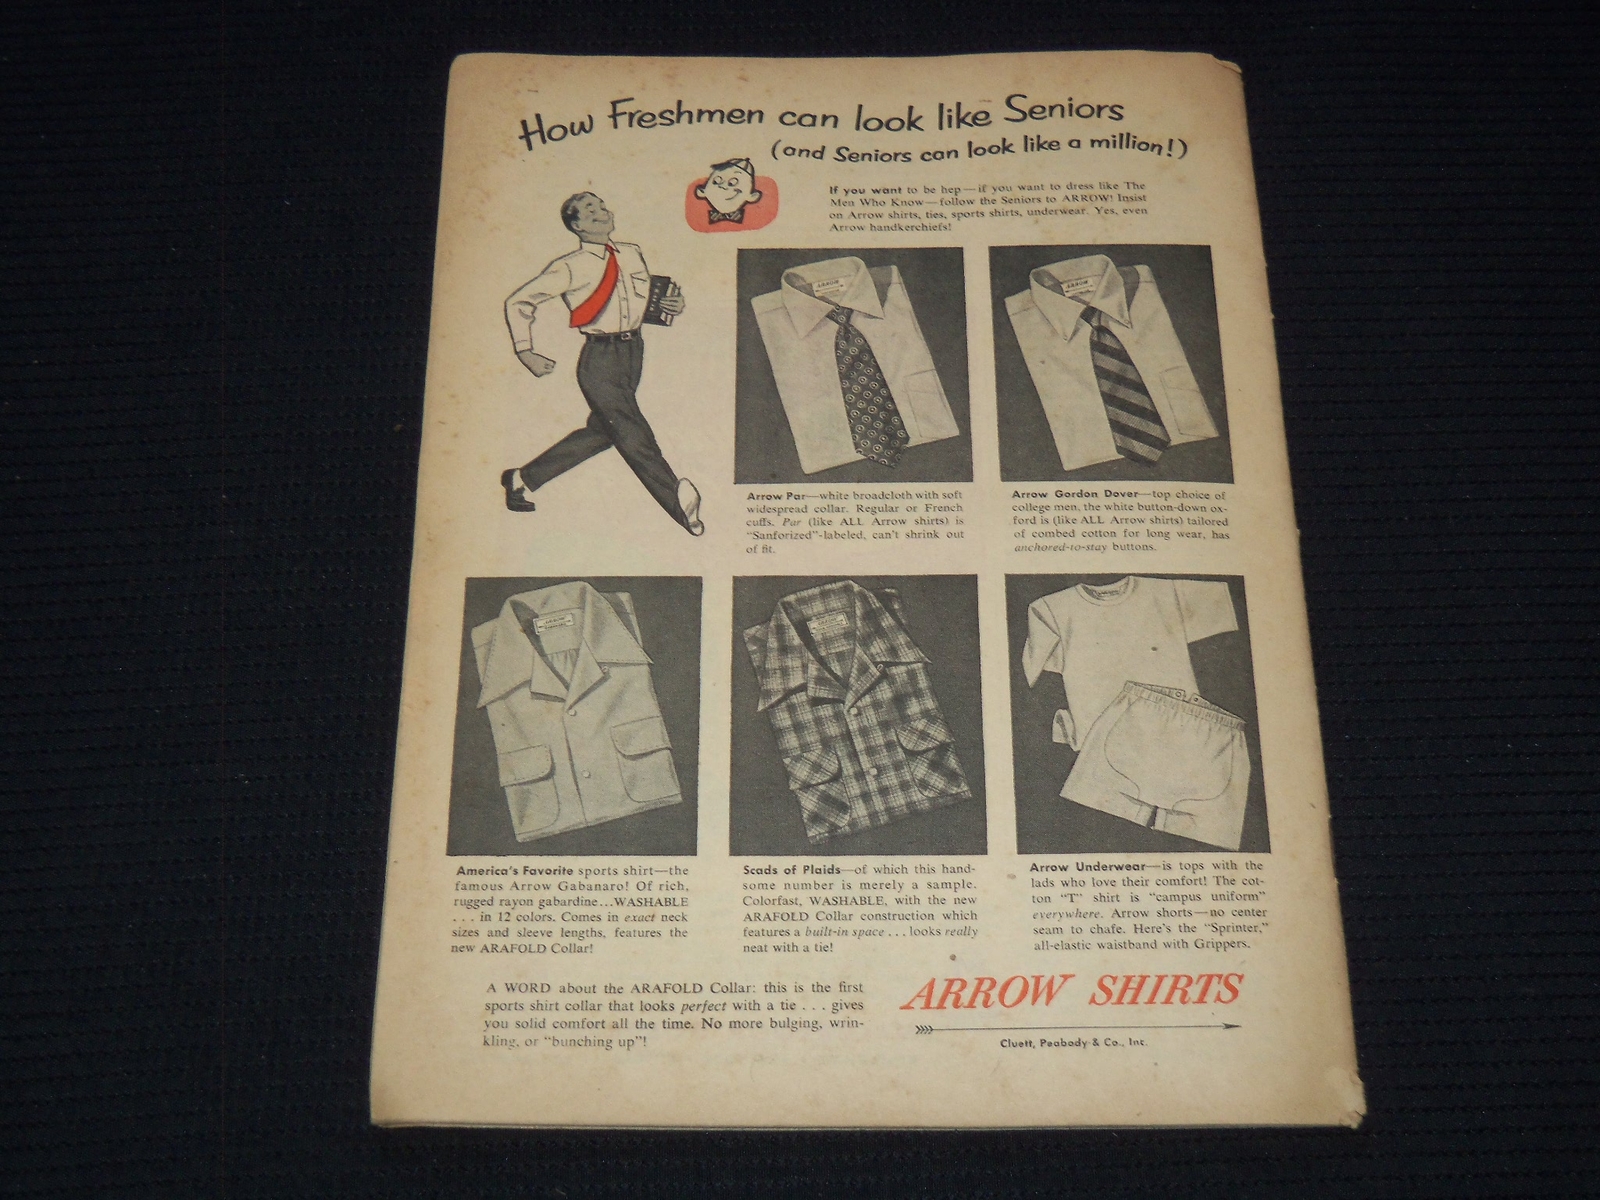 How Freshmen can look like Seniors
(and Seniors can look like a million!)
If you want to be hep—if you want to dress like The
Men Who Know—follow the Seniors to ARROW! Insist
on Arrow shirts, ties, sports shirts, underwear. Yes, even
Arrow handkerchiefs!
ARROW
ARROW
Arrow Par—white broadcloth with soft
widespread collar. Regular or French
cuffs. Par (like ALL Arrow shirts) is
"Sanforized"-labeled, can't shrink out
of fit.
Arrow Gordon Dover—top choice of
college men, the white button-down ox-
ford is (like ALL Arrow shirts) tailored
of combed cotton for long wear, has
anchored-to-stay buttons.
ARROW
ARROW
America's Favorite sports shirt—the
famous Arrow Gabanaro! Of rich,
rugged rayon gabardine...WASHABLE
. . . in 12 colors. Comes in exact neck
sizes and sleeve lengths, features the
new ARAFOLD Collar!
Scads of Plaids—of which this hand-
some number is merely a sample.
Colorfast, WASHABLE, with the new
ARAFOLD Collar construction which
features a built-in space . . . looks really
neat with a tie!
Arrow Underwear—is tops with the
lads who love their comfort! The cot-
ton "T" shirt is "campus uniform"
everywhere. Arrow shorts—no center
seam to chafe. Here's the "Sprinter,"
all-elastic waistband with Grippers.
A WORD about the ARAFOLD Collar: this is the first
sports shirt collar that looks perfect with a tie . . . gives
you solid comfort all the time. No more bulging, wrin-
kling, or "bunching up"!
ARROW SHIRTS
Cluett, Peabody & Co., Inc.